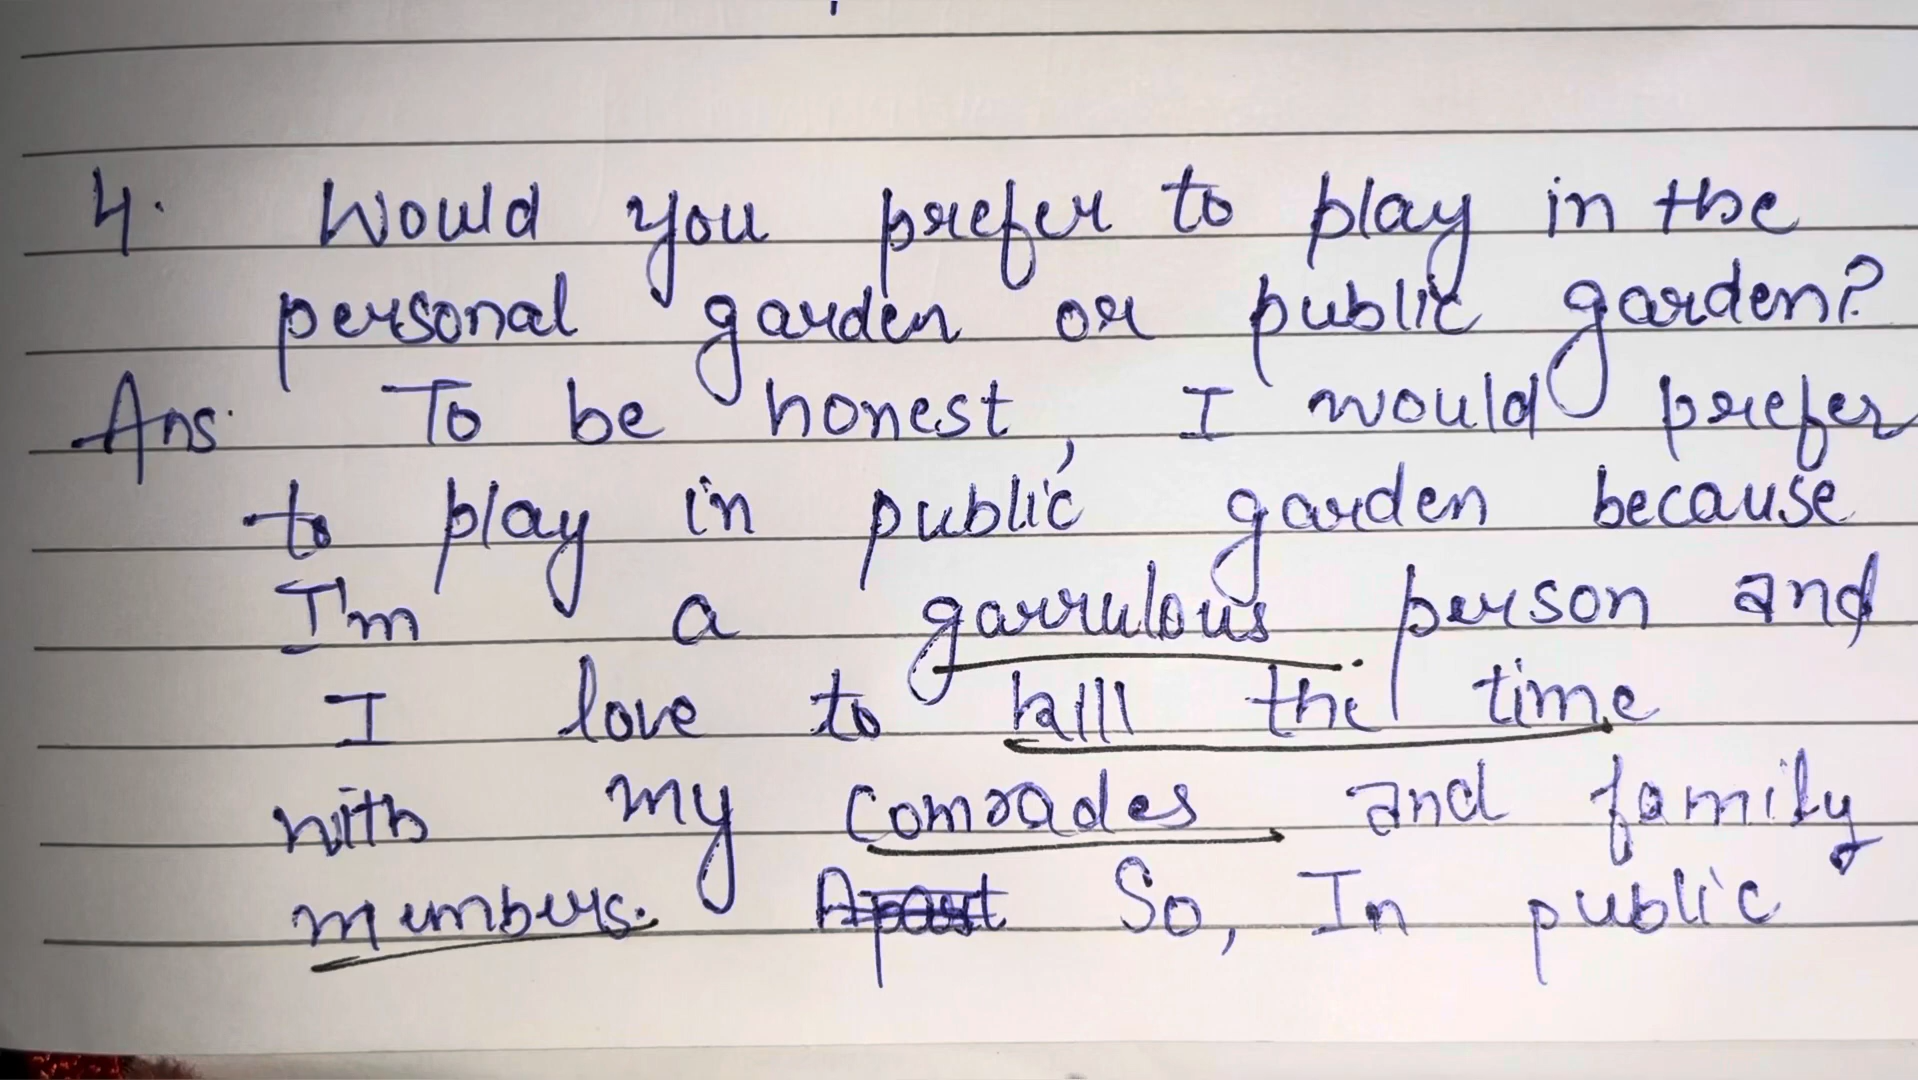 4. Would you prefer to play in the
personal garden or public garden?
Ans. To be honest, I would prefer
to play in public garden because
I'm a garrulous person and
I love to kill the time
with my comrades and family
members. Apart So, In public